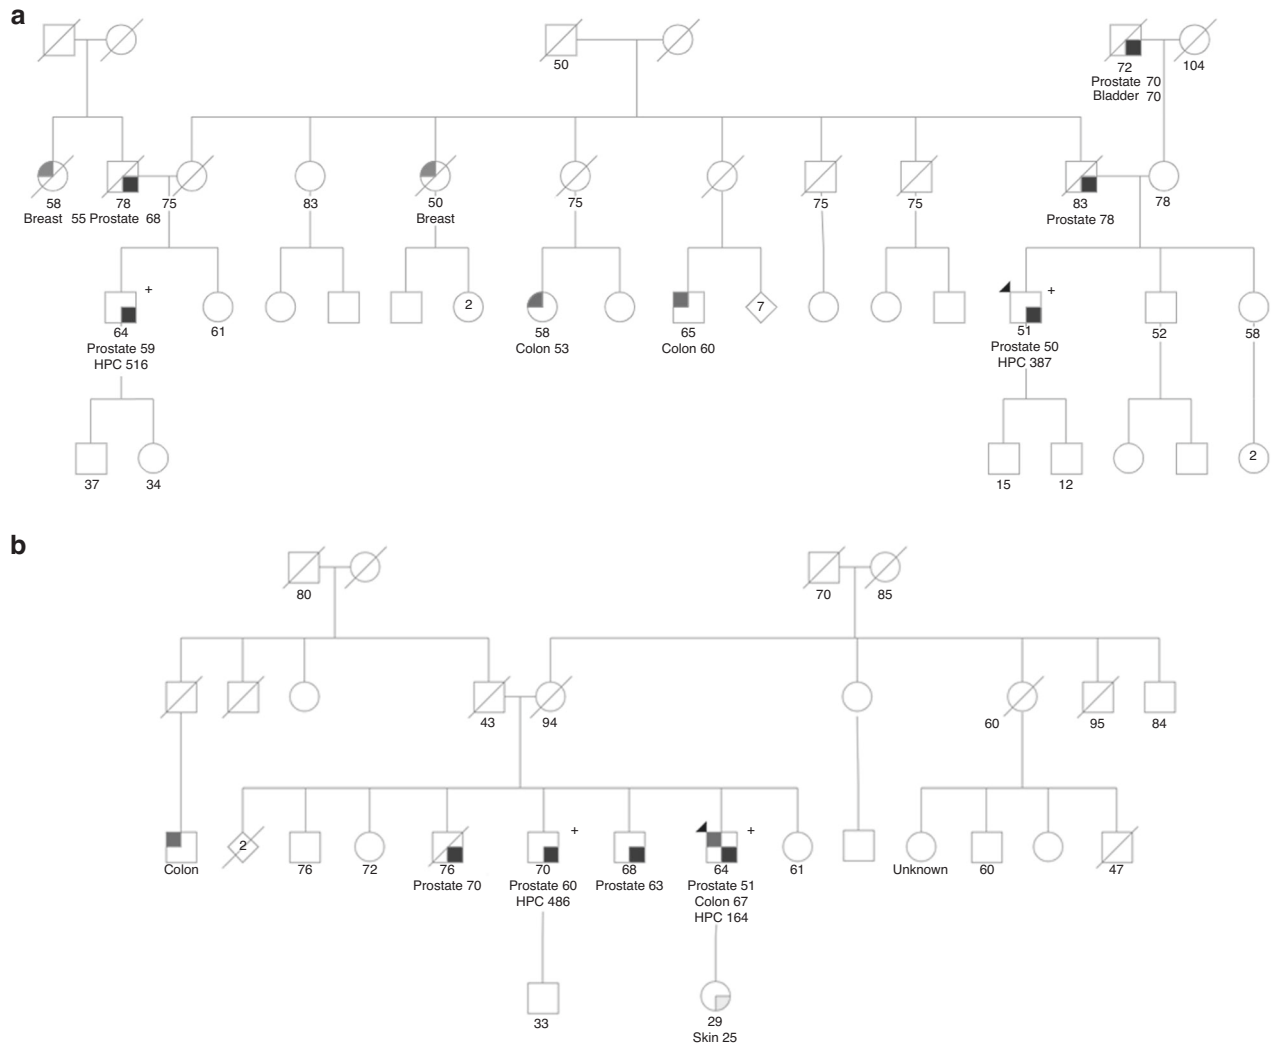 a
50
72
104
Prostate 70
Bladder 70
58
78
75
83
50
75
75
75
83
78
Breast 55
Prostate 68
Breast
Prostate 78
+
2
7
+
64
61
58
65
51
52
58
Prostate 59
Colon 53
Colon 60
Prostate 50
HPC 516
HPC 387
2
37
34
15
12
b
80
70
85
43
94
60
95
84
2
+
+
Colon
76
72
76
70
68
64
61
Unknown
60
47
Prostate 70
Prostate 60
Prostate 63
Prostate 51
HPC 486
Colon 67
HPC 164
33
29
Skin 25